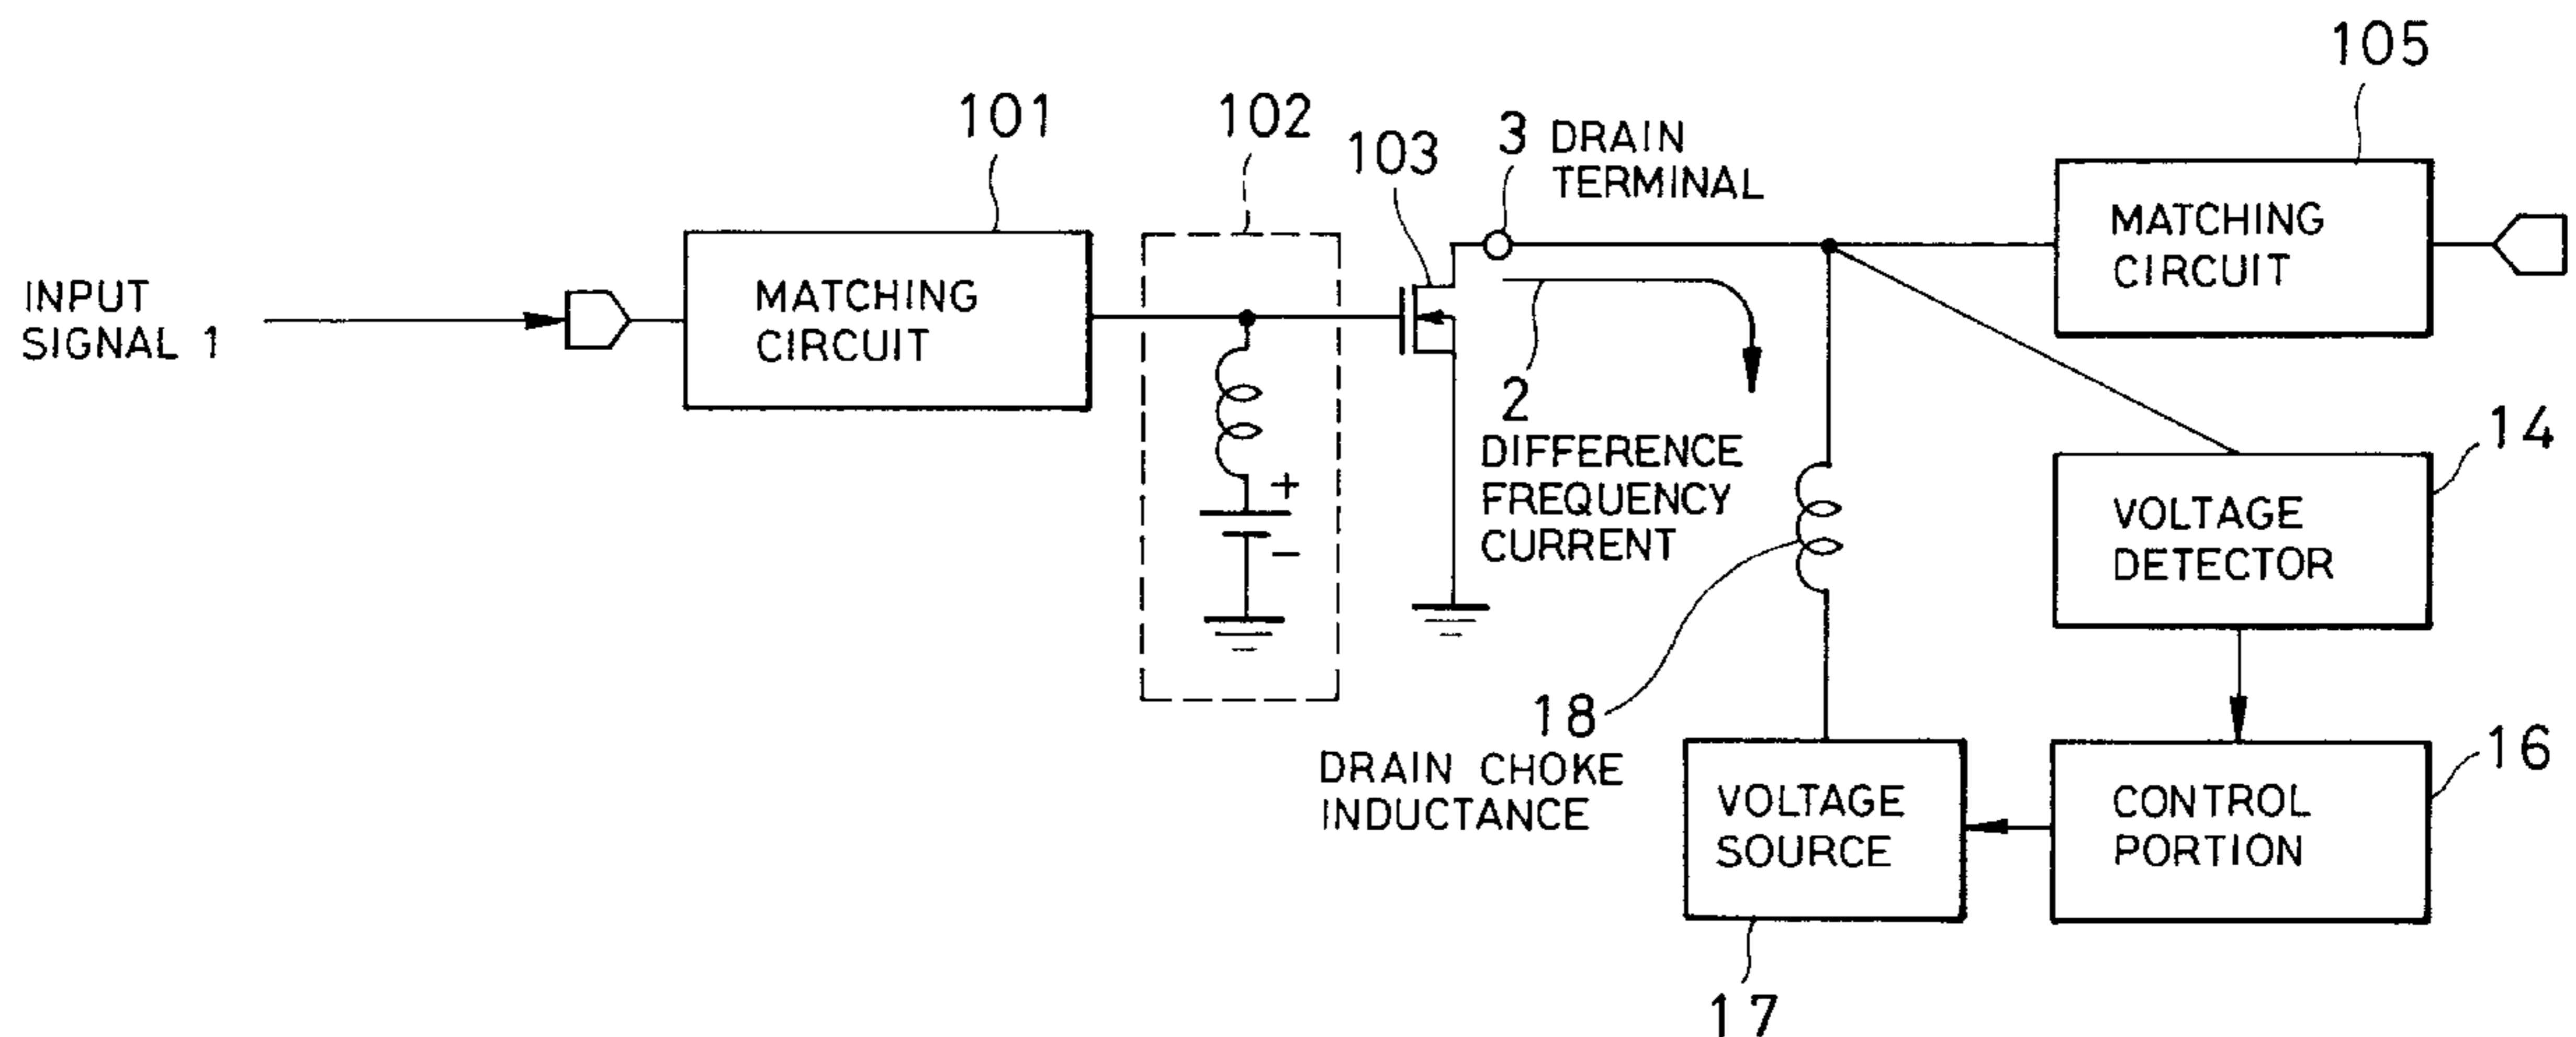 105
101
102
103
3 DRAIN
TERMINAL
MATCHING
CIRCUIT
INPUT
SIGNAL 1
MATCHING
CIRCUIT
2
DIFFERENCE
FREQUENCY
CURRENT
14
VOLTAGE
DETECTOR
+
-
18
DRAIN CHOKE
INDUCTANCE
VOLTAGE
SOURCE
CONTROL
PORTION
16
17